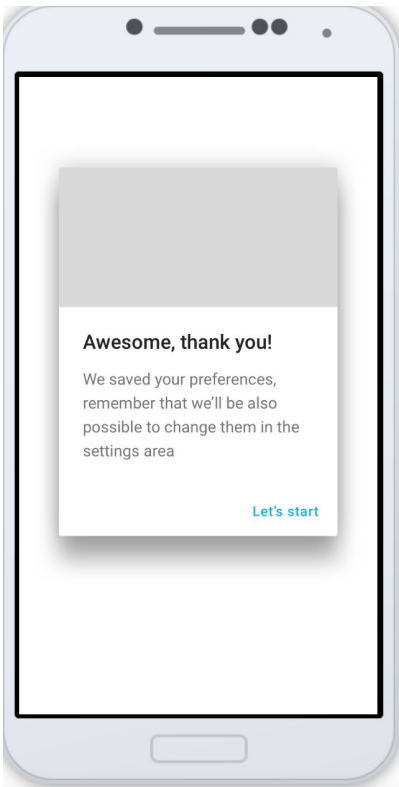 Awesome, thank you!
We saved your preferences,
remember that we'll be also
possible to change them in the
settings area
Let's start